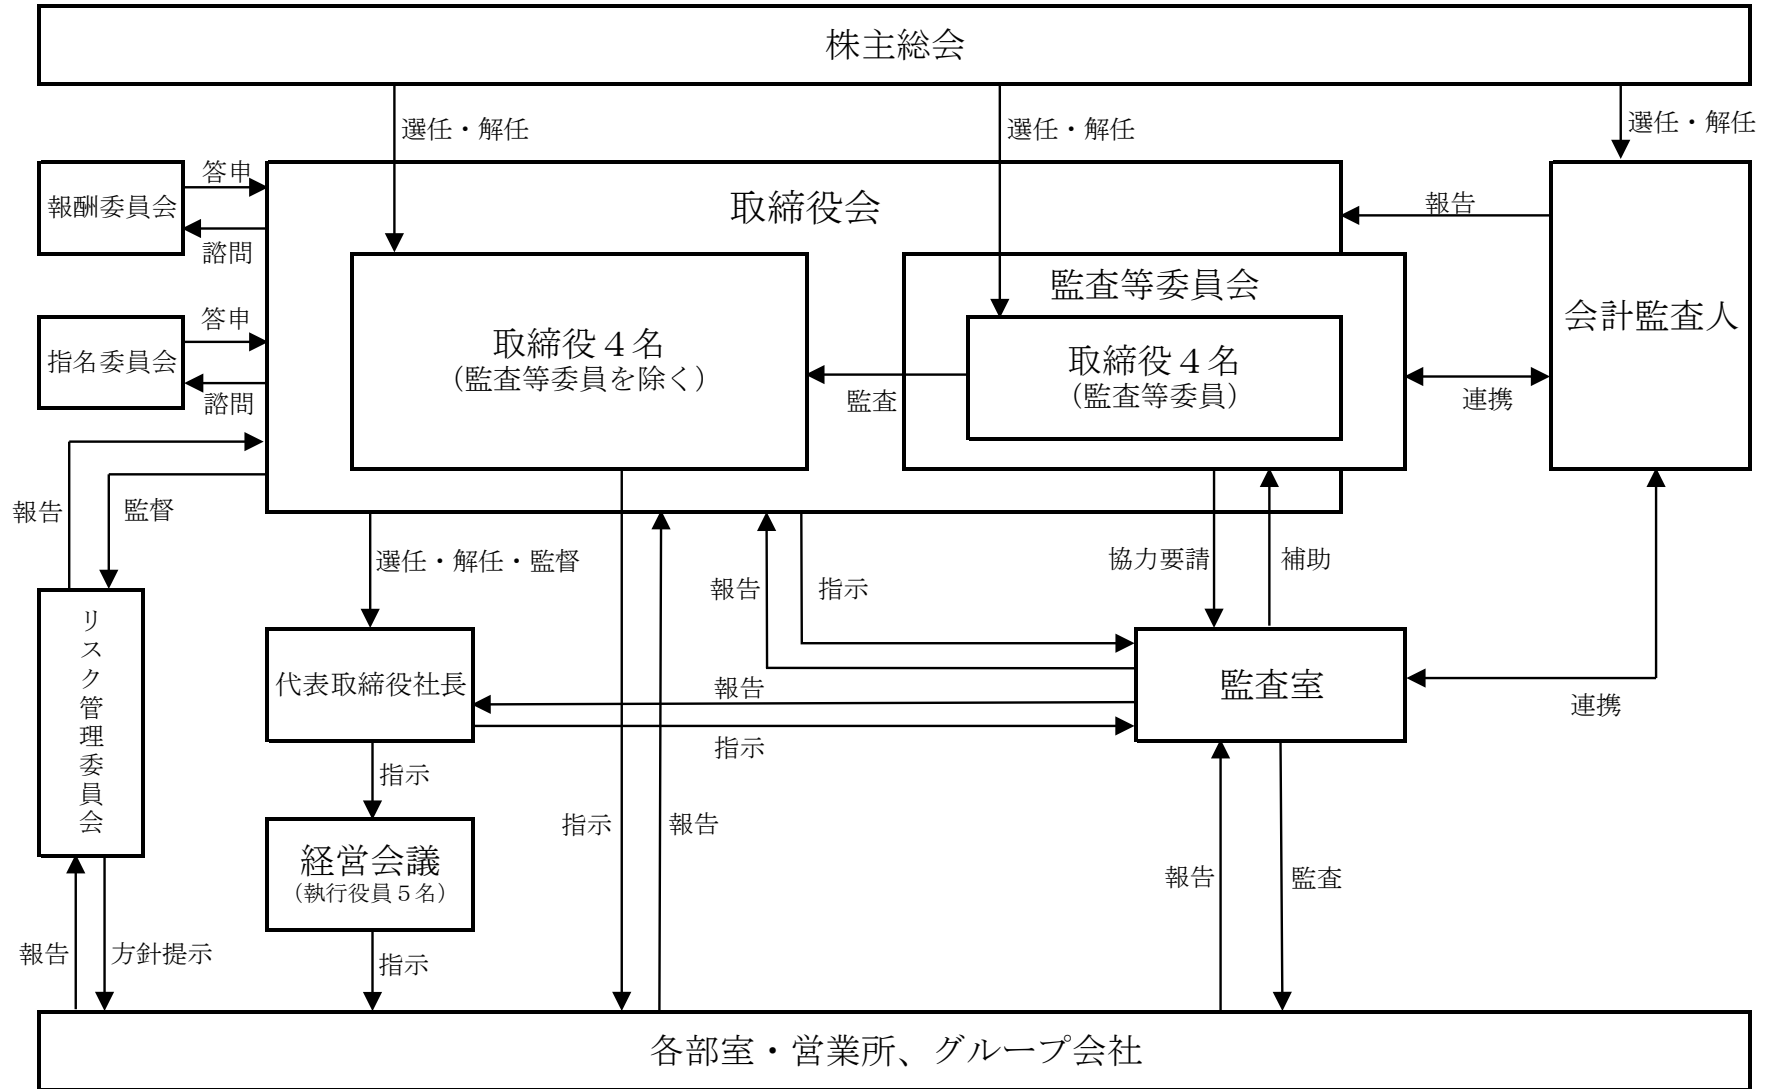 株主総会
選任・解任
選任・解任
選任・解任
報酬委員会
答申
諮問
取締役会
報告
指名委員会
答申
諮問
取締役４名
（監査等委員を除く）
監査
監査等委員会
取締役４名
（監査等委員）
会計監査人
連携
報告
監督
選任・解任・監督
報告
指示
協力要請
補助
リスク管理委員会
代表取締役社長
報告
指示
監査室
連携
指示
経営会議
（執行役員５名）
指示
報告
報告
監査
報告
方針提示
指示
各部室・営業所、グループ会社